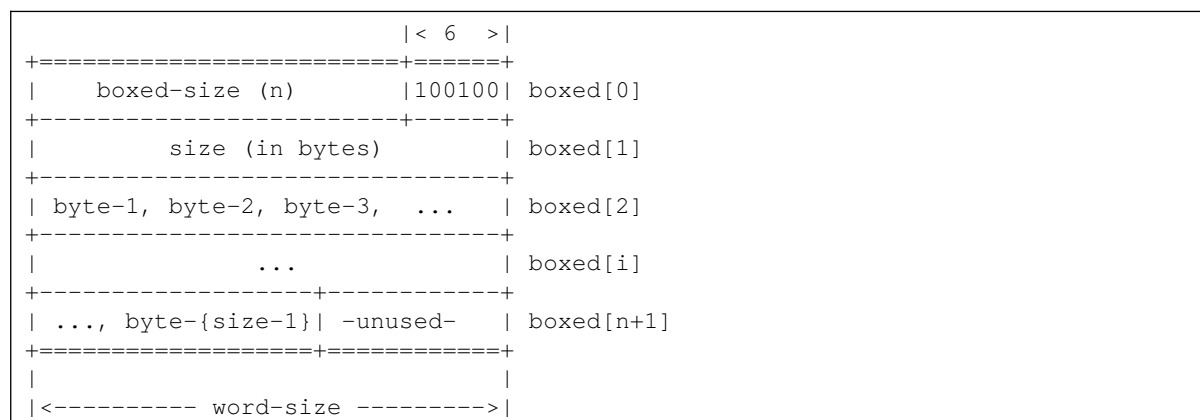 |< 6  >|
+=========================+======+
|    boxed-size (n)       |100100| boxed[0]
+-------------------------+------+
|         size (in bytes)        | boxed[1]
+--------------------------------+
| byte-1, byte-2, byte-3,  ...   | boxed[2]
+--------------------------------+
|               ...              | boxed[i]
+-------------------+------------+
| ..., byte-{size-1}| -unused-   | boxed[n+1]
+===================+============+
|                                |
|<---------- word-size --------->|